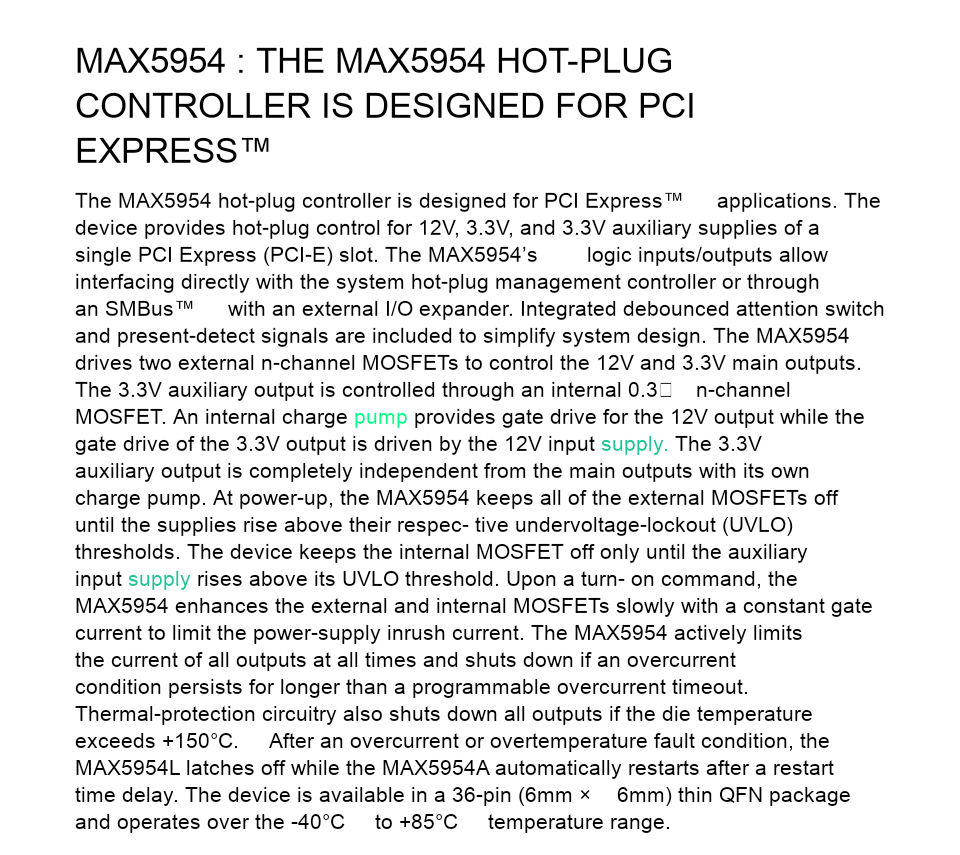 MAX5954 : THE MAX5954 HOT-PLUG
CONTROLLER IS DESIGNED FOR PCI
EXPRESS™
The MAX5954 hot-plug controller is designed for PCI Express™ applications. The
device provides hot-plug control for 12V, 3.3V, and 3.3V auxiliary supplies of a
single PCI Express (PCI-E) slot. The MAX5954’s logic inputs/outputs allow
interfacing directly with the system hot-plug management controller or through
an SMBus™ with an external I/O expander. Integrated debounced attention switch
and present-detect signals are included to simplify system design. The MAX5954
drives two external n-channel MOSFETs to control the 12V and 3.3V main outputs.
The 3.3V auxiliary output is controlled through an internal 0.3□ n-channel
MOSFET. An internal charge pump provides gate drive for the 12V output while the
gate drive of the 3.3V output is driven by the 12V input supply. The 3.3V
auxiliary output is completely independent from the main outputs with its own
charge pump. At power-up, the MAX5954 keeps all of the external MOSFETs off
until the supplies rise above their respec- tive undervoltage-lockout (UVLO)
thresholds. The device keeps the internal MOSFET off only until the auxiliary
input supply rises above its UVLO threshold. Upon a turn- on command, the
MAX5954 enhances the external and internal MOSFETs slowly with a constant gate
current to limit the power-supply inrush current. The MAX5954 actively limits
the current of all outputs at all times and shuts down if an overcurrent
condition persists for longer than a programmable overcurrent timeout.
Thermal-protection circuitry also shuts down all outputs if the die temperature
exceeds +150°C. After an overcurrent or overtemperature fault condition, the
MAX5954L latches off while the MAX5954A automatically restarts after a restart
time delay. The device is available in a 36-pin (6mm × 6mm) thin QFN package
and operates over the -40°C to +85°C temperature range.